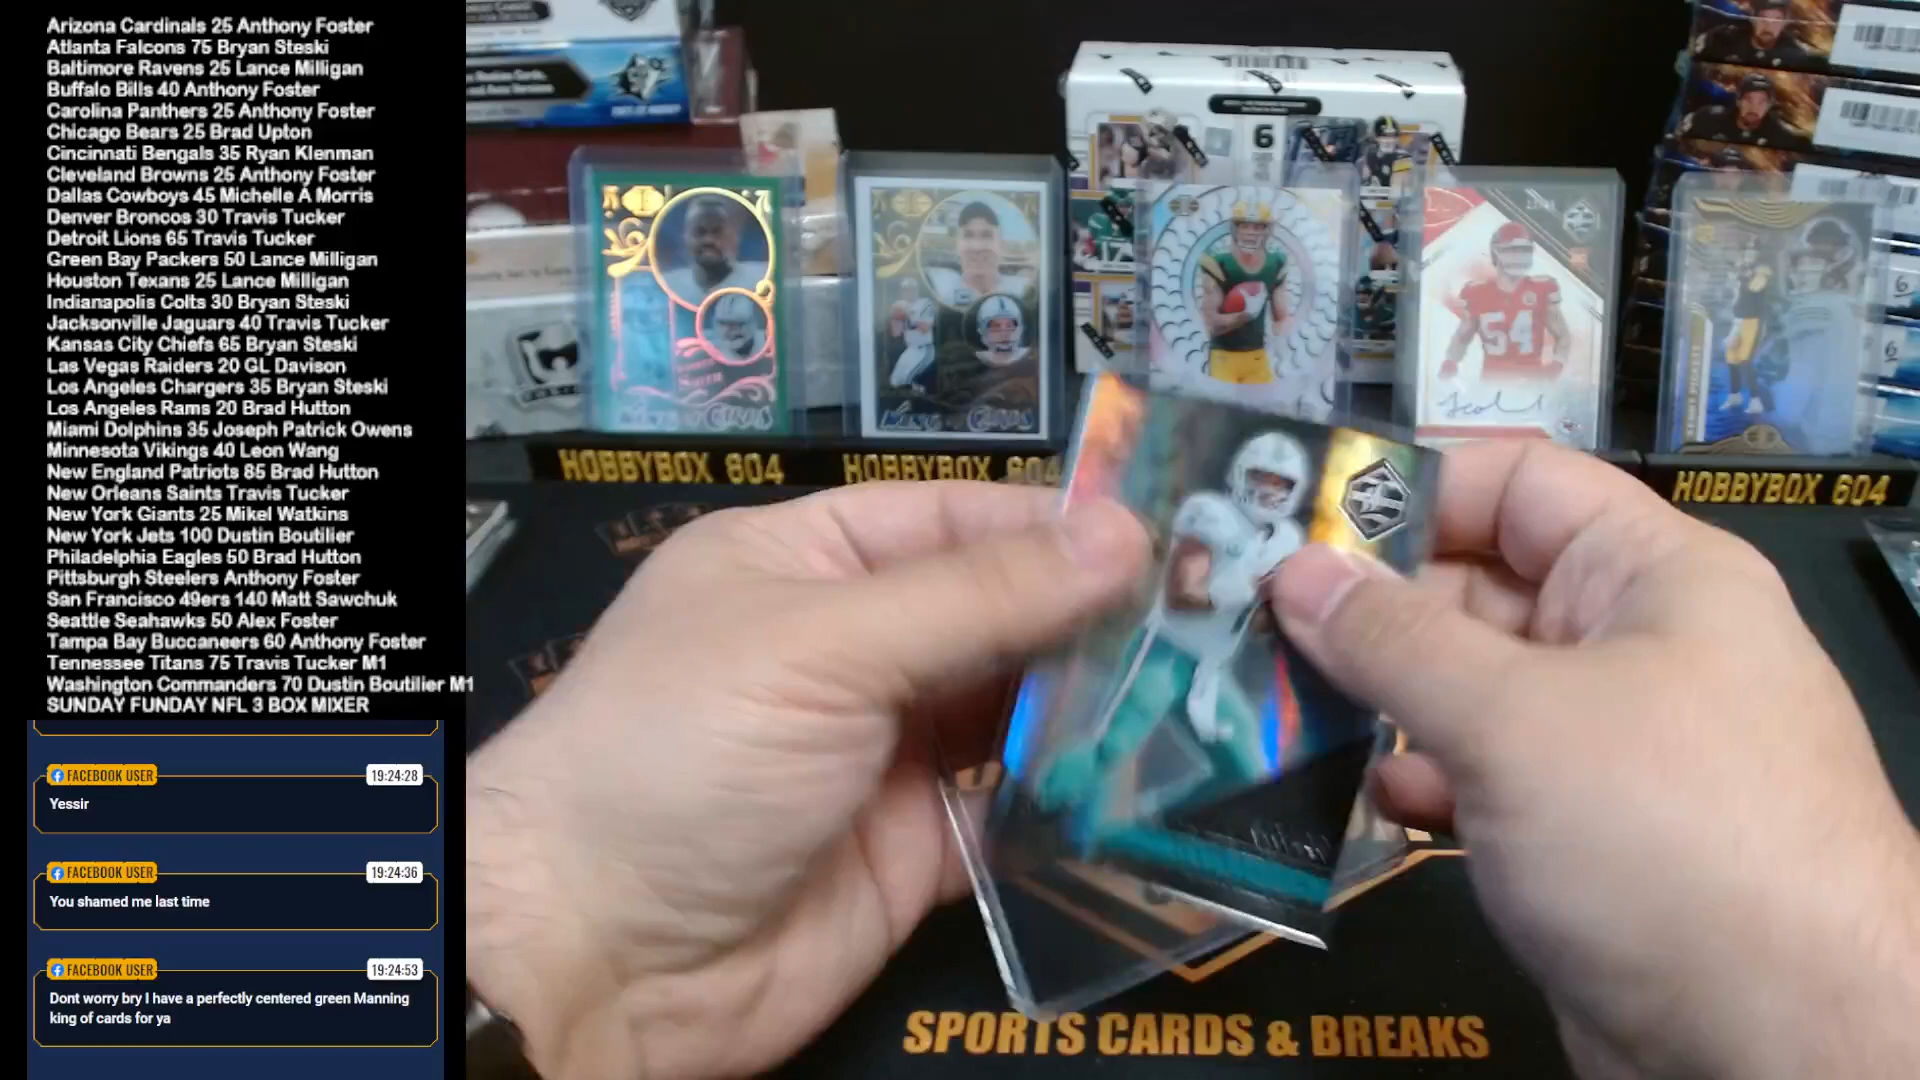 Arizona Cardinals 25 Anthony Foster
Atlanta Falcons 75 Bryan Steski
Baltimore Ravens 25 Lance Milligan
Buffalo Bills 40 Anthony Foster
Carolina Panthers 25 Anthony Foster
Chicago Bears 25 Brad Upton
Cincinnati Bengals 35 Ryan Klenman
Cleveland Browns 25 Anthony Foster
Dallas Cowboys 45 Michelle A Morris
Denver Broncos 30 Travis Tucker
Detroit Lions 65 Travis Tucker
Green Bay Packers 50 Lance Milligan
Houston Texans 25 Lance Milligan
Indianapolis Colts 30 Bryan Steski
Jacksonville Jaguars 40 Travis Tucker
Kansas City Chiefs 65 Bryan Steski
Las Vegas Raiders 20 GL Davison
Los Angeles Chargers 35 Bryan Steski
Los Angeles Rams 20 Brad Hutton
Miami Dolphins 35 Joseph Patrick Owens
Minnesota Vikings 40 Leon Wang
New England Patriots 85 Brad Hutton
New Orleans Saints Travis Tucker
New York Giants 25 Mikel Watkins
New York Jets 100 Dustin Boutilier
Philadelphia Eagles 50 Brad Hutton
Pittsburgh Steelers Anthony Foster
San Francisco 49ers 140 Matt Sawchuk
Seattle Seahawks 50 Alex Foster
Tampa Bay Buccaneers 60 Anthony Foster
Tennessee Titans 75 Travis Tucker M1
Washington Commanders 70 Dustin Boutilier M1
SUNDAY FUNDAY NFL 3 BOX MIXER
FACEBOOK USER 19:24:28
Yessir
FACEBOOK USER 19:24:36
You shamed me last time
FACEBOOK USER 19:24:53
Dont worry bry I have a perfectly centered green Manning
king of cards for ya
6
SMITH
KING OF CARDS
KING OF CARDS
54
17
HOBBYBOX 604
HOBBYBOX 604
HOBBYBOX 604
SPORTS CARDS & BREAKS